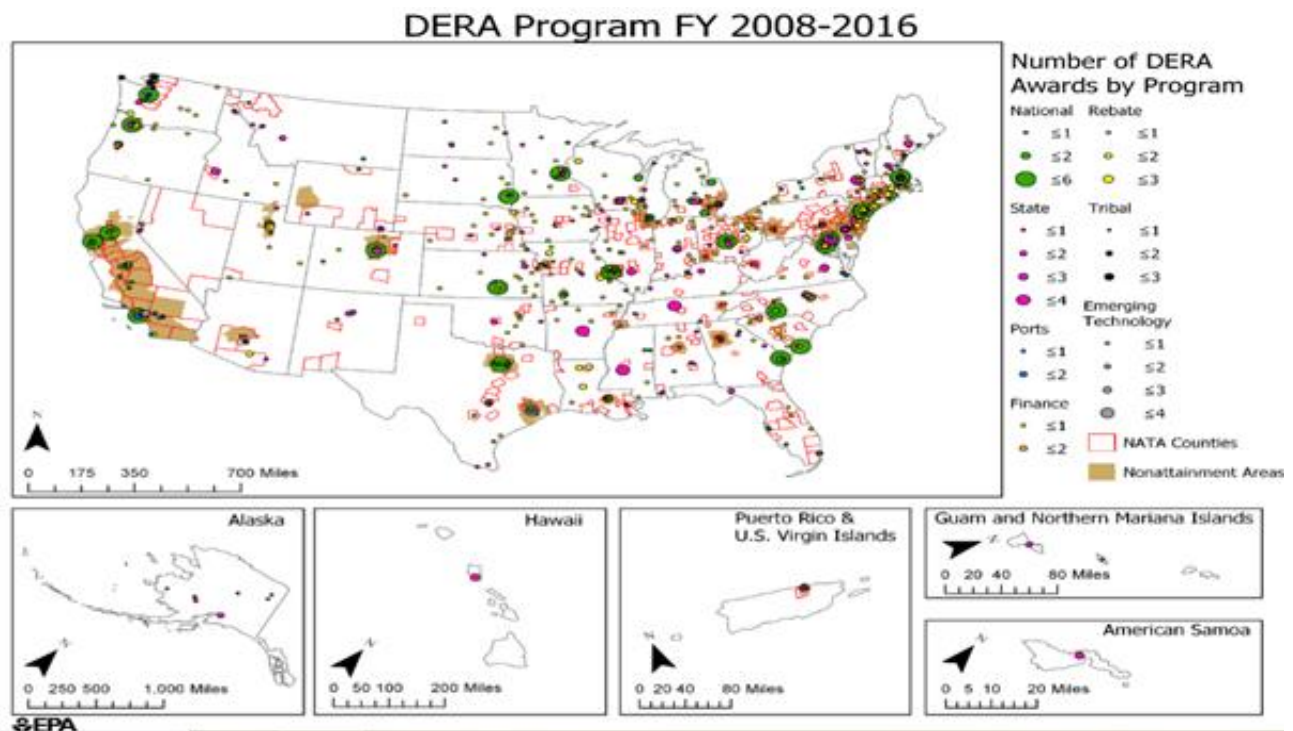 DERA Program FY 2008-2016
Number of DERA
Awards by Program
National Rebate
≤1 ≤1
≤2 ≤2
≤6 ≤3
State Tribal
≤1 ≤1
≤2 ≤2
≤3 ≤3
≤4
Emerging
Technology
Ports
≤1 ≤1
≤2 ≤2
≤3
Finance ≤4
≤1
≤2
NATA Counties
Nonattainment Areas
N
0 175 350 700 Miles
Alaska
N
0 250 500 1,000 Miles
Hawaii
N
0 50 100 200 Miles
Puerto Rico &
U.S. Virgin Islands
N
0 20 40 80 Miles
Guam and Northern Mariana Islands
N
0 20 40 80 Miles
American Samoa
N
0 5 10 20 Miles
EPA